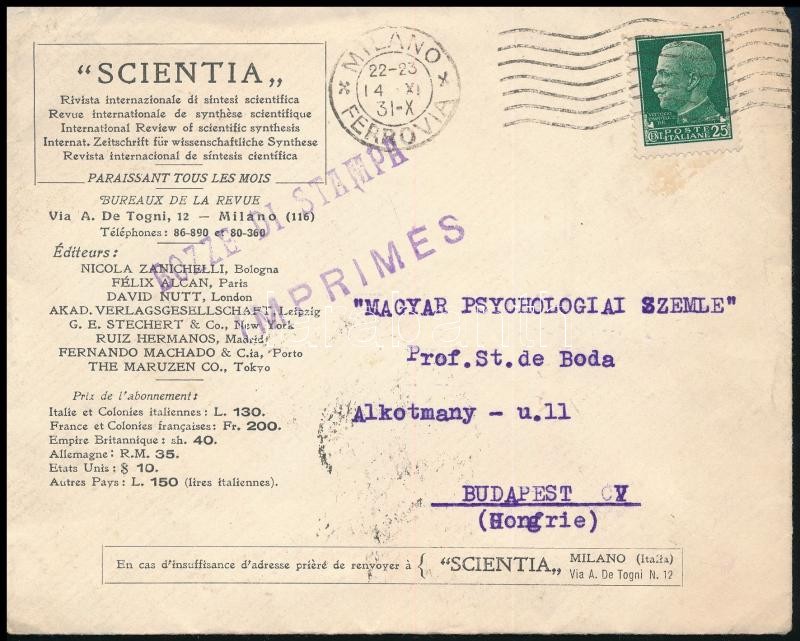 "SCIENTIA„
Rivista internazionale di sintesi scientifica
Revue internationale de synthèse scientifique
International Review of scientific synthesis
Internat. Zeitschrift für wissenschaftliche Synthese
Revista internacional de síntesis científica
PARAISSANT TOUS LES MOIS
BUREAUX DE LA REVUE
Via A. De Togni, 12 — Milano (116)
Téléphones: 86-890 et 80-360
Éditeurs:
NICOLA ZANICHELLI, Bologna
FÉLIX ALCAN, Paris
DAVID NUTT, London
AKAD. VERLAGSGESELLSCHAFT, Leipzig
G. E. STECHERT & Co., New York
RUIZ HERMANOS, Madrid
FERNANDO MACHADO & C.ia, Porto
THE MARUZEN CO., Tokyo
Prix de l'abonnement:
Italie et Colonies italiennes: L. 130.
France et Colonies françaises: Fr. 200.
Empire Britannique: sh. 40.
Allemagne: R.M. 35.
Etats Unis: $ 10.
Autres Pays: L. 150 (lires italiennes).
MILANO
22-23
14 XI
31-X
FERROVIA
POSTE
CENT. ITALIANE 25
BOZZE DI STAMPA
IMPRIMÉS
"MAGYAR PSYCHOLOGIAI SZEMLE"
Prof.St.de Boda
Alkotmany - u.11
BUDAPEST CV
(Hongrie)
En cas d'insuffisance d'adresse prière de renvoyer à { "SCIENTIA„ MILANO (Italia)
Via A. De Togni N. 12